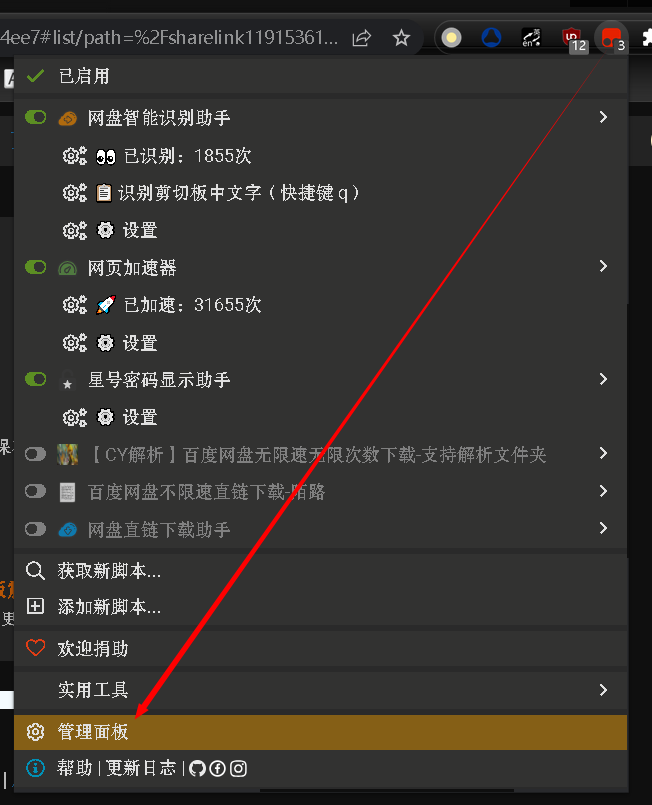 4ee7#list/path=%2Fsharelink11915361...
en
12
3
已启用
网盘智能识别助手
已识别：1855次
识别剪切板中文字（快捷键 q）
设置
网页加速器
已加速：31655次
设置
星号密码显示助手
设置
【CY解析】百度网盘无限速无限次数下载-支持解析文件夹
百度网盘不限速直链下载-陌路
网盘直链下载助手
获取新脚本...
添加新脚本...
更
欢迎捐助
实用工具
管理面板
帮助 | 更新日志 |